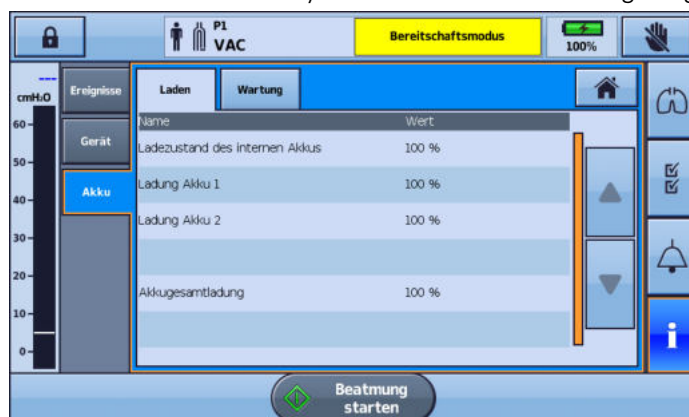 P1
VAC
Bereitschaftsmodus
100%
---
cmH₂O
60
50
40
30
20
10
0
Ereignisse
Gerät
Akku
Laden
Wartung
Name Wert
Ladezustand des internen Akkus 100 %
Ladung Akku 1 100 %
Ladung Akku 2 100 %
Akkugesamtladung 100 %
i
Beatmung
starten